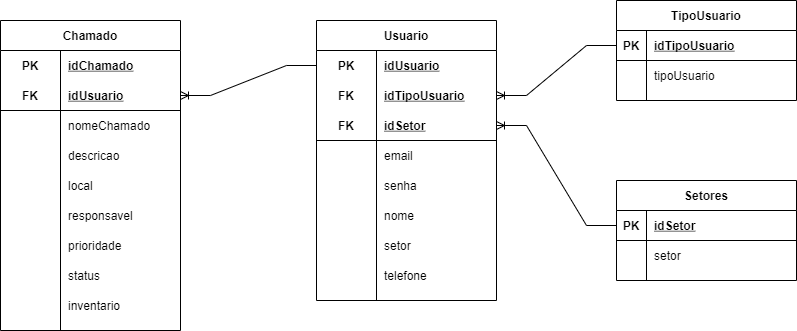 Chamado
PK idChamado
FK idUsuario
nomeChamado
descricao
local
responsavel
prioridade
status
inventario
Usuario
PK idUsuario
FK idTipoUsuario
FK idSetor
email
senha
nome
setor
telefone
TipoUsuario
PK idTipoUsuario
tipoUsuario
Setores
PK idSetor
setor